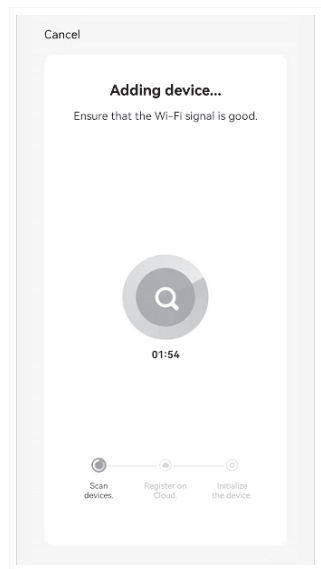 Cancel
Adding device...
Ensure that the Wi-Fi signal is good.
01:54
Scan
devices.
Register on
Cloud.
Initialize
the device.